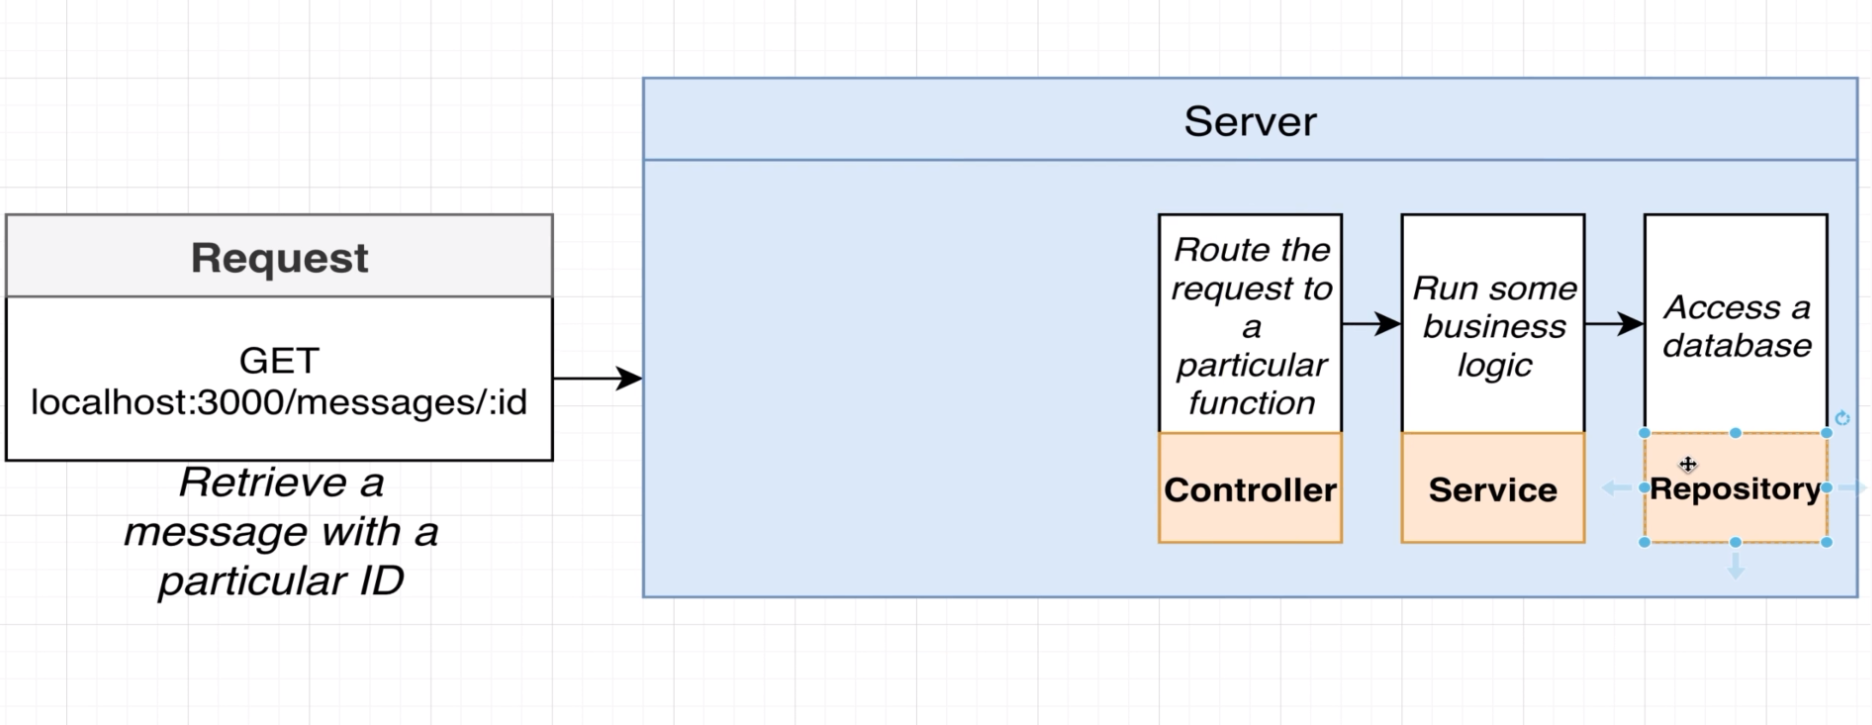 Server
Request
GET
localhost:3000/messages/:id
Retrieve a
message with a
particular ID
Route the
request to
a
particular
function
Controller
Run some
business
logic
Service
Access a
database
Repository